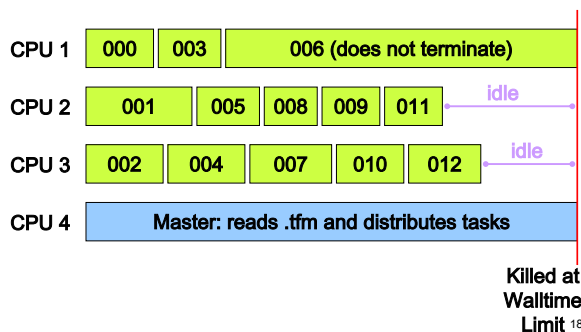 CPU 1 000 003 006 (does not terminate)
CPU 2 001 005 008 009 011 idle
CPU 3 002 004 007 010 012 idle
CPU 4 Master: reads .tfm and distributes tasks
Killed at
Walltime
Limit 18